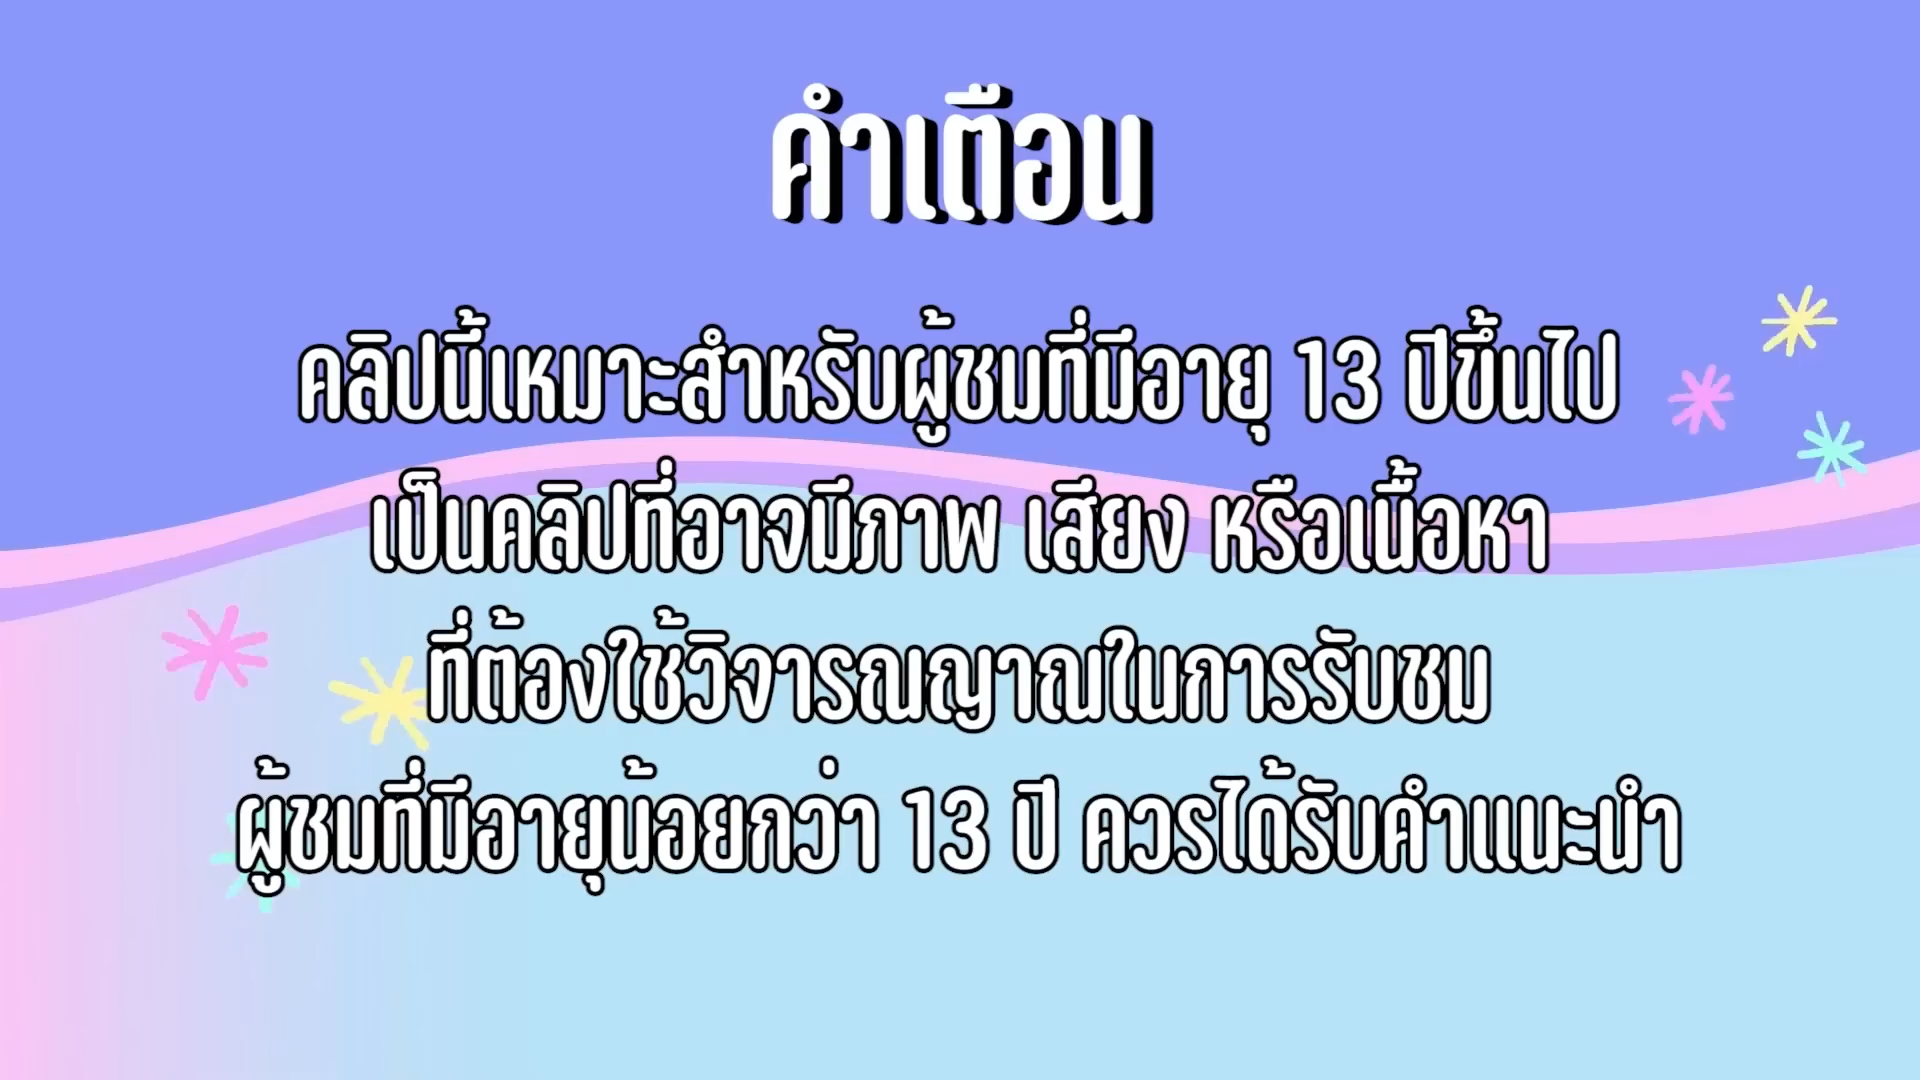 คำเตือน
คลิปนี้เหมาะสำหรับผู้ชมที่มีอายุ 13 ปีขึ้นไป
เป็นคลิปที่อาจมีภาพ เสียง หรือเนื้อหา
ที่ต้องใช้วิจารณญาณในการรับชม
ผู้ชมที่มีอายุน้อยกว่า 13 ปี ควรได้รับคำแนะนำ